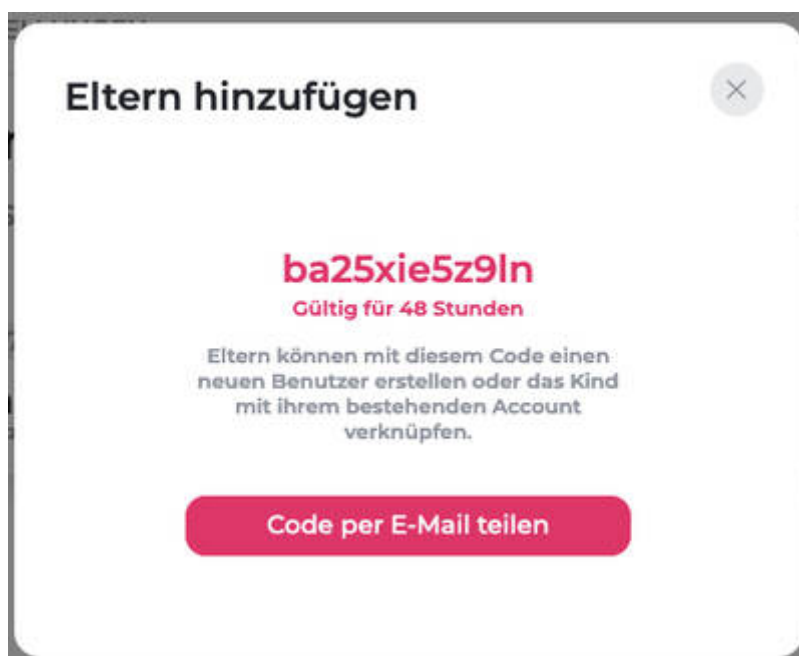 Eltern hinzufügen
ba25xie5z9ln
Gültig für 48 Stunden
Eltern können mit diesem Code einen
neuen Benutzer erstellen oder das Kind
mit ihrem bestehenden Account
verknüpfen.
Code per E-Mail teilen